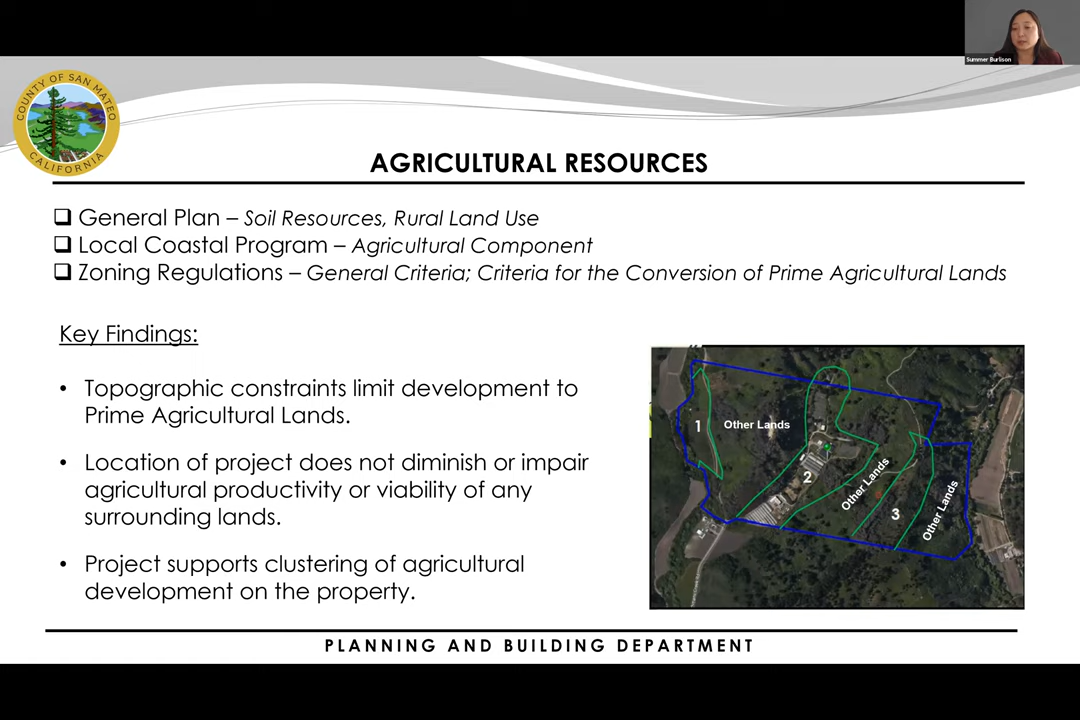 Summer Burlison
COUNTY OF SAN MATEO
CALIFORNIA
AGRICULTURAL RESOURCES
❑ General Plan – Soil Resources, Rural Land Use
❑ Local Coastal Program – Agricultural Component
❑ Zoning Regulations – General Criteria; Criteria for the Conversion of Prime Agricultural Lands
Key Findings:
• Topographic constraints limit development to
Prime Agricultural Lands.
• Location of project does not diminish or impair
agricultural productivity or viability of any
surrounding lands.
• Project supports clustering of agricultural
development on the property.
1
Other Lands
2
Other Lands
3
Other Lands
PLANNING AND BUILDING DEPARTMENT